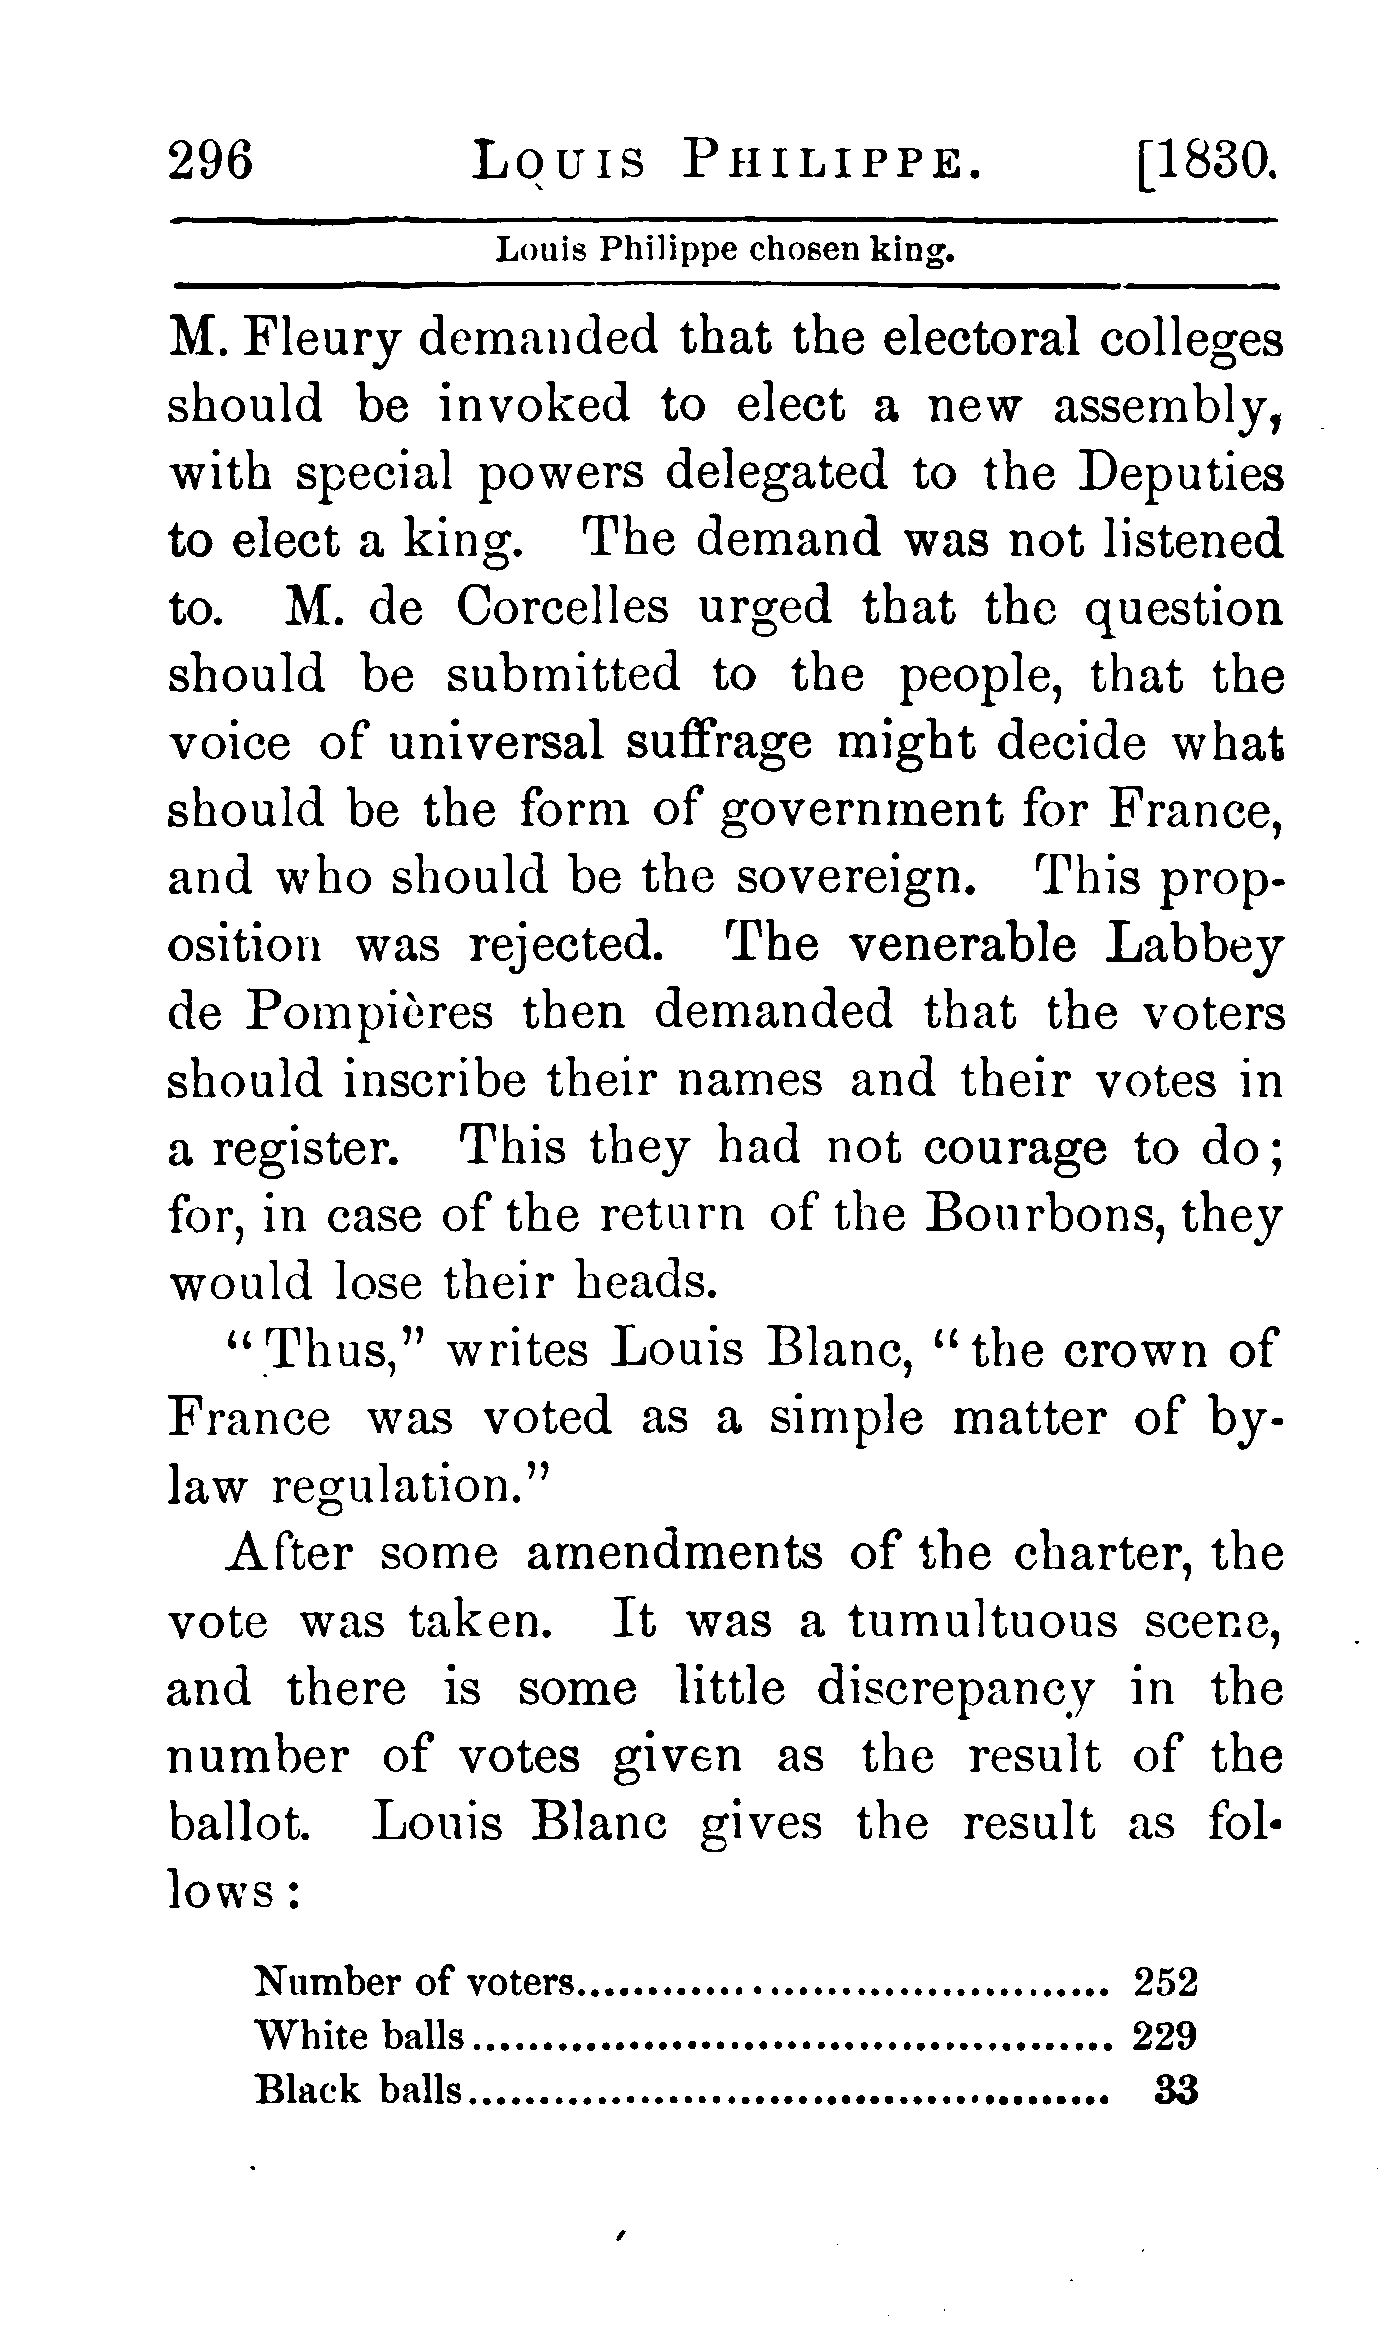 296 LOUIS PHILIPPE. [1830.
Louis Philippe chosen king.
M. Fleury demanded that the electoral colleges
should be invoked to elect a new assembly,
with special powers delegated to the Deputies
to elect a king. The demand was not listened
to. M. de Corcelles urged that the question
should be submitted to the people, that the
voice of universal suffrage might decide what
should be the form of government for France,
and who should be the sovereign. This prop-
osition was rejected. The venerable Labbey
de Pompières then demanded that the voters
should inscribe their names and their votes in
a register. This they had not courage to do;
for, in case of the return of the Bourbons, they
would lose their heads.
"Thus," writes Louis Blanc, "the crown of
France was voted as a simple matter of by-
law regulation."
After some amendments of the charter, the
vote was taken. It was a tumultuous scene,
and there is some little discrepancy in the
number of votes given as the result of the
ballot. Louis Blanc gives the result as fol-
lows:
Number of voters........................................ 252
White balls............................................. 229
Black balls............................................. 33